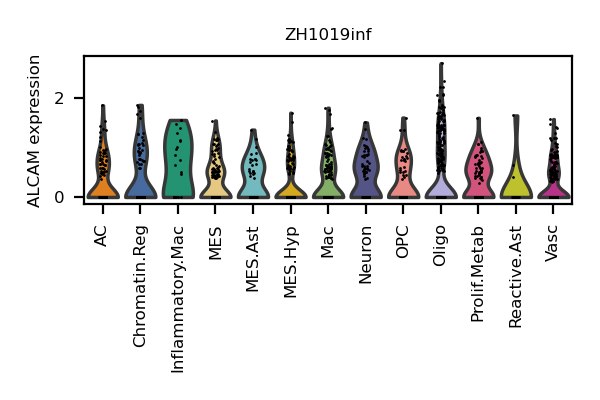 ZH1019inf
ALCAM expression
2
0
AC
Chromatin.Reg
Inflammatory.Mac
MES
MES.Ast
MES.Hyp
Mac
Neuron
OPC
Oligo
Prolif.Metab
Reactive.Ast
Vasc